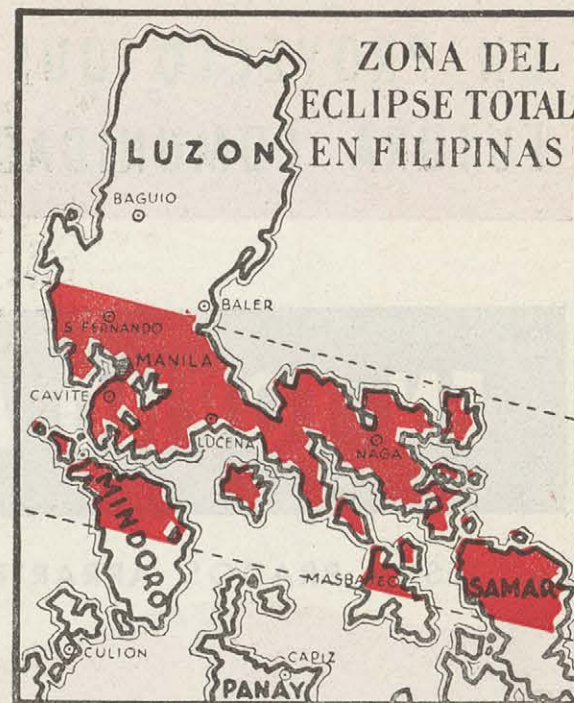 ZONA DEL
ECLIPSE TOTAL
EN FILIPINAS
LUZON
BAGUIO
BALER
S. FERNANDO
MANILA
CAVITE
LUCENA
NAGA
MINDORO
MASBATE
SAMAR
CULION
CAPIZ
PANAY